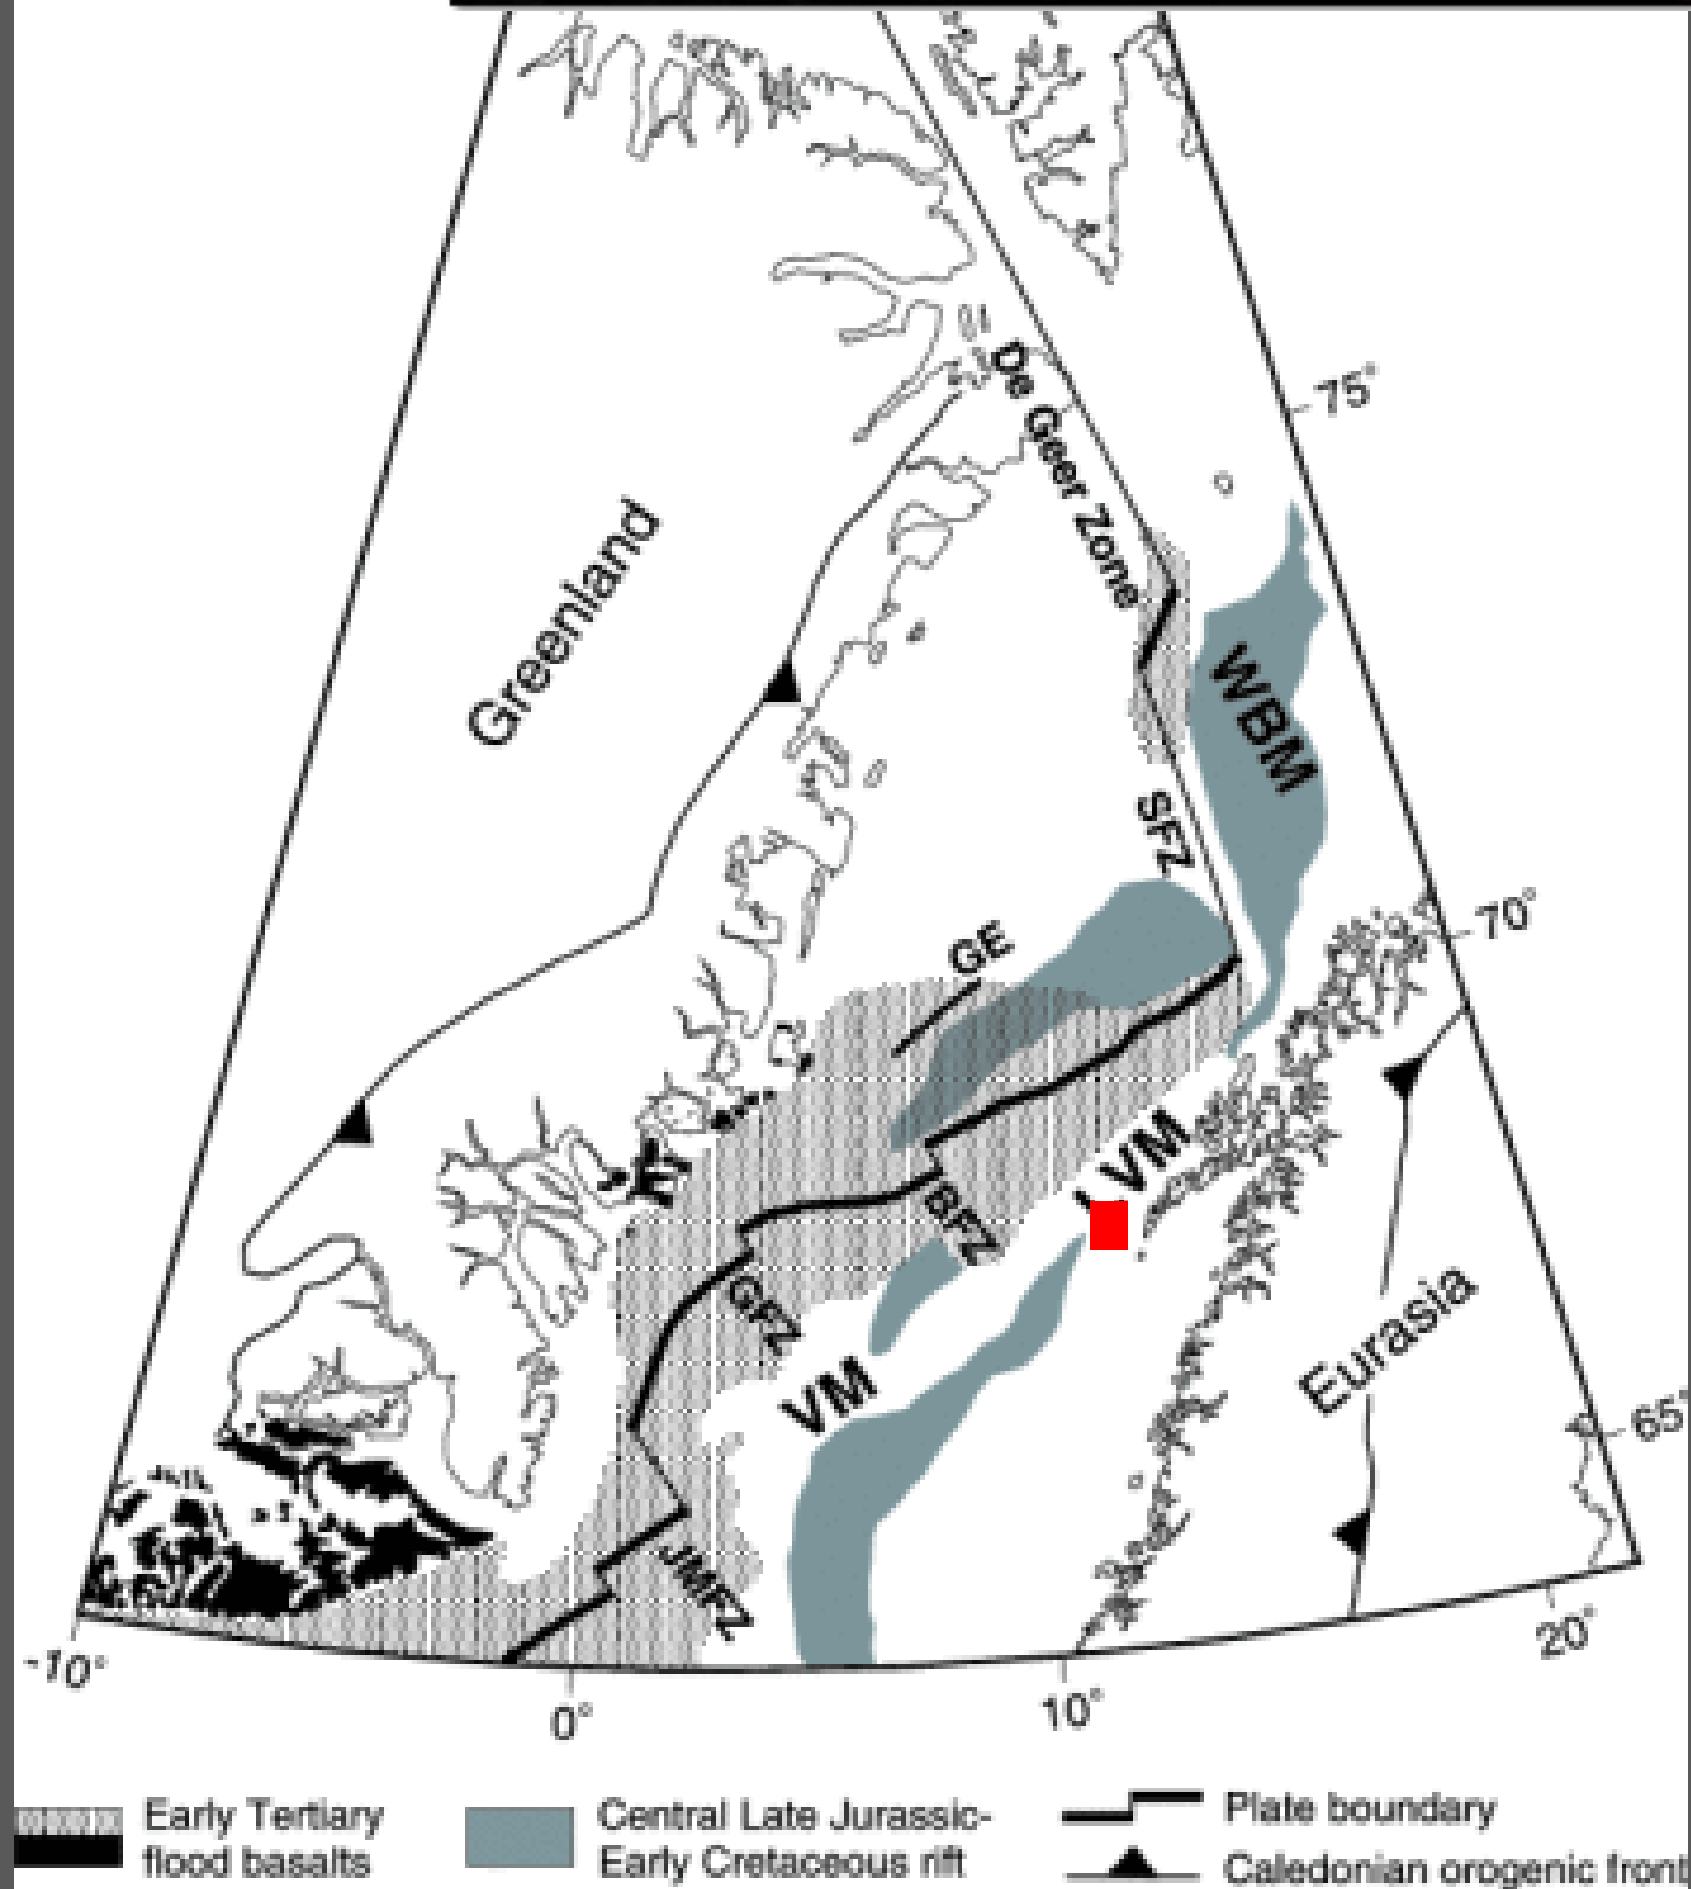 De Geer Zone
75°
Greenland
WBM
SFZ
70°
GE
VM
BFZ
GFZ
Eurasia
VM
65°
JMFZ
-10°
0°
10°
20°
Early Tertiary
flood basalts
Central Late Jurassic-
Early Cretaceous rift
Plate boundary
Caledonian orogenic front